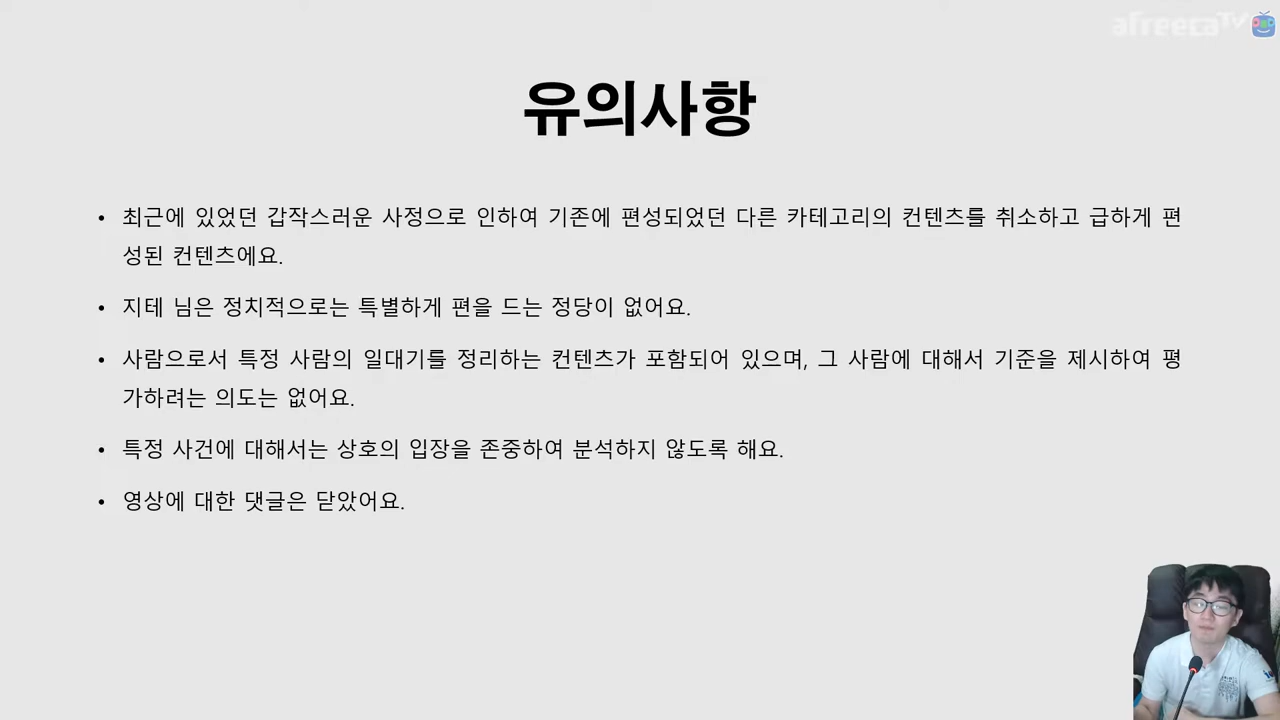 afreecaTV
유의사항
• 최근에 있었던 갑작스러운 사정으로 인하여 기존에 편성되었던 다른 카테고리의 컨텐츠를 취소하고 급하게 편
성된 컨텐츠에요.
• 지테 님은 정치적으로는 특별하게 편을 드는 정당이 없어요.
• 사람으로서 특정 사람의 일대기를 정리하는 컨텐츠가 포함되어 있으며, 그 사람에 대해서 기준을 제시하여 평
가하려는 의도는 없어요.
• 특정 사건에 대해서는 상호의 입장을 존중하여 분석하지 않도록 해요.
• 영상에 대한 댓글은 닫았어요.